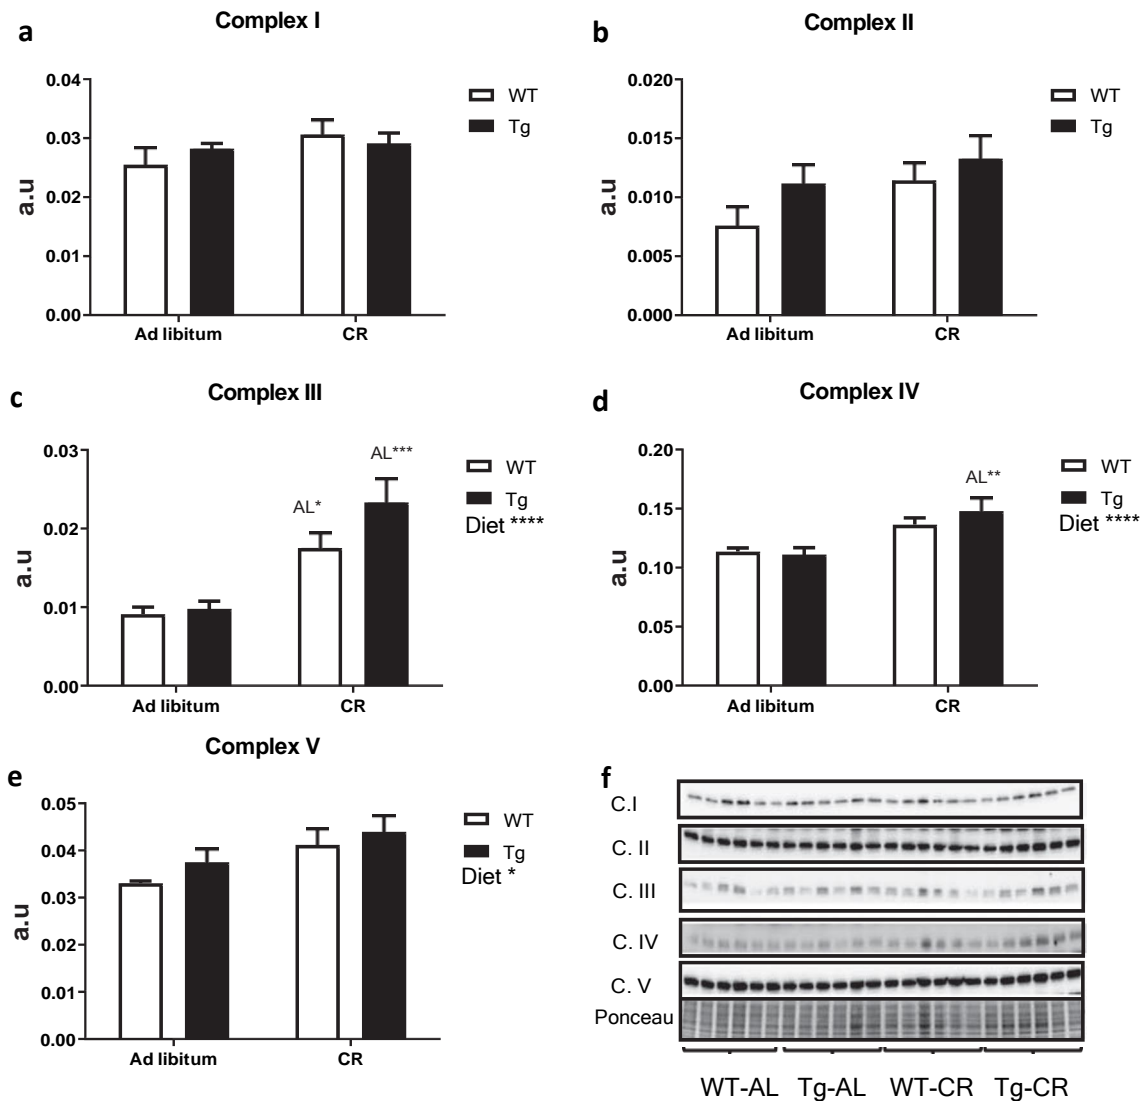 a
Complex I
0.04
0.03
0.02
0.01
0.00
a.u
Ad libitum
CR
WT
Tg
b
Complex II
0.020
0.015
0.010
0.005
0.000
a.u
Ad libitum
CR
WT
Tg
c
Complex III
0.03
0.02
0.01
0.00
a.u
AL*
AL***
Ad libitum
CR
WT
Tg
Diet ****
d
Complex IV
0.20
0.15
0.10
0.05
0.00
a.u
AL**
Ad libitum
CR
WT
Tg
Diet ****
e
Complex V
0.05
0.04
0.03
0.02
0.01
0.00
a.u
Ad libitum
CR
WT
Tg
Diet *
f
C.I
C. II
C. III
C. IV
C. V
Ponceau
WT-AL Tg-AL WT-CR Tg-CR